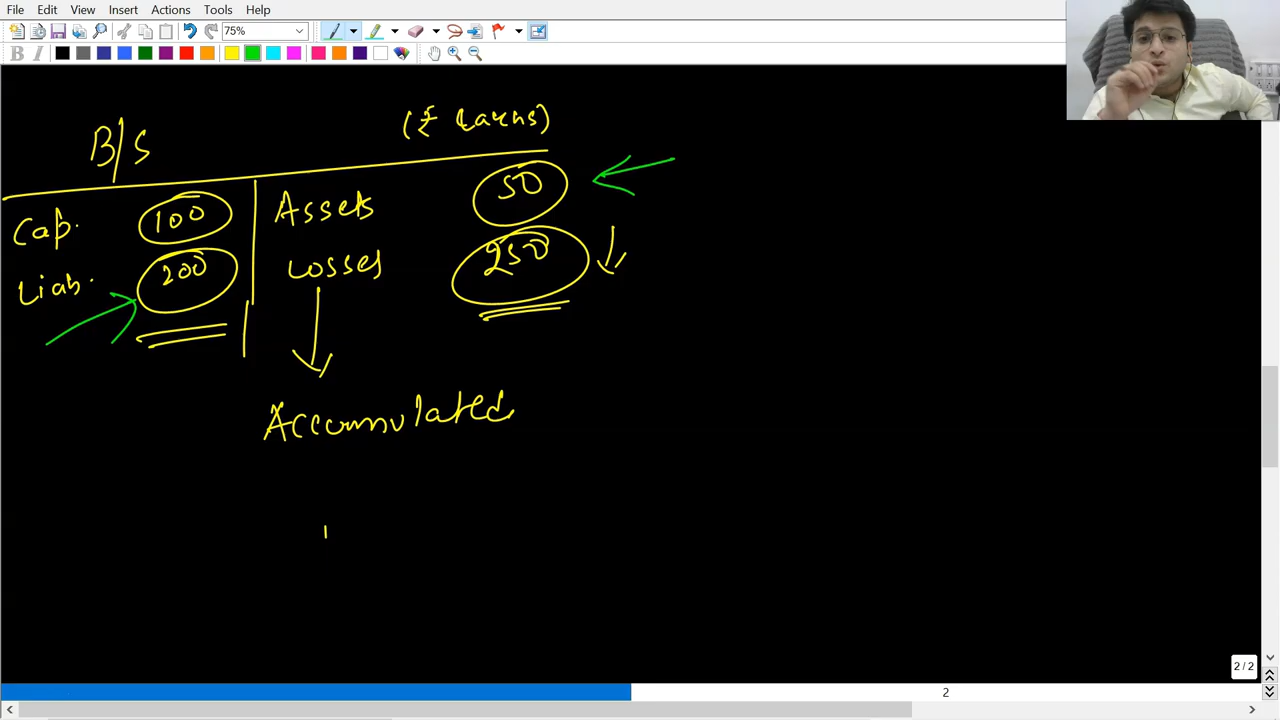 File Edit View Insert Actions Tools Help
75%
B I
B/S (₹
Cap. 100 Assets 50
Liab. 200 Losses 250
Accumulated
2 / 2
2